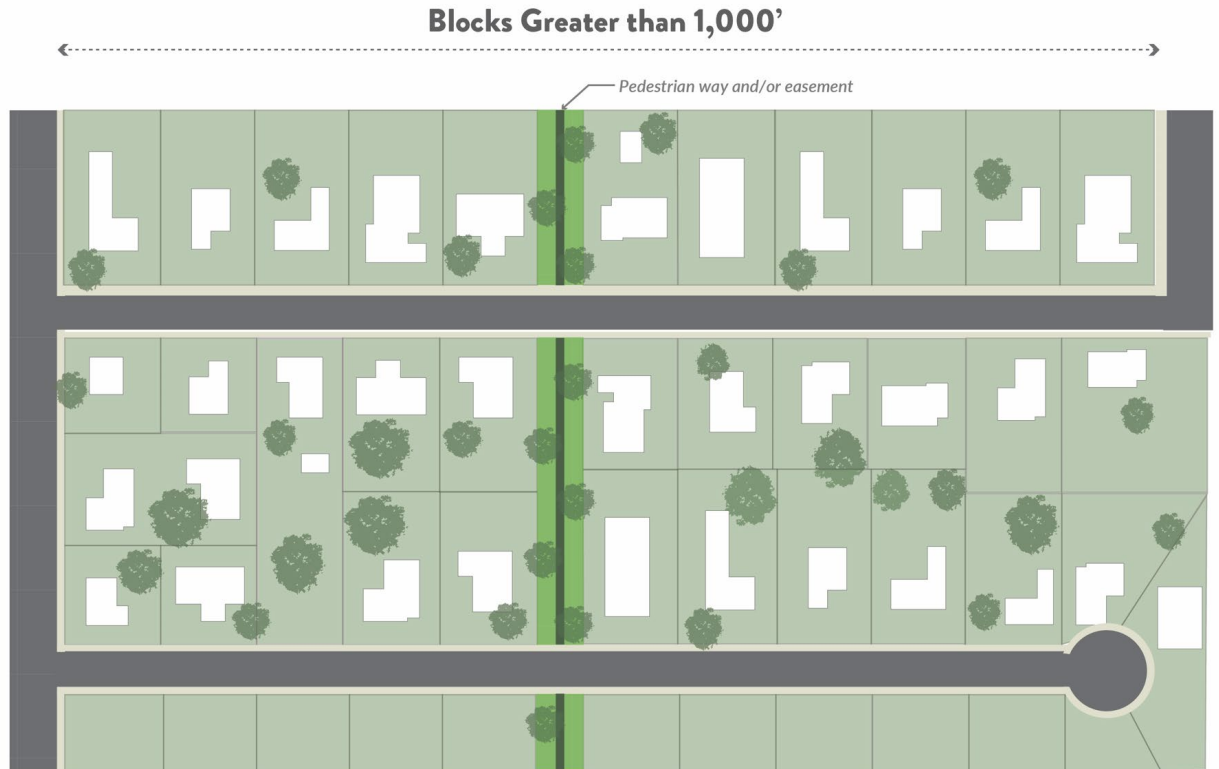 Blocks Greater than 1,000’
Pedestrian way and/or easement